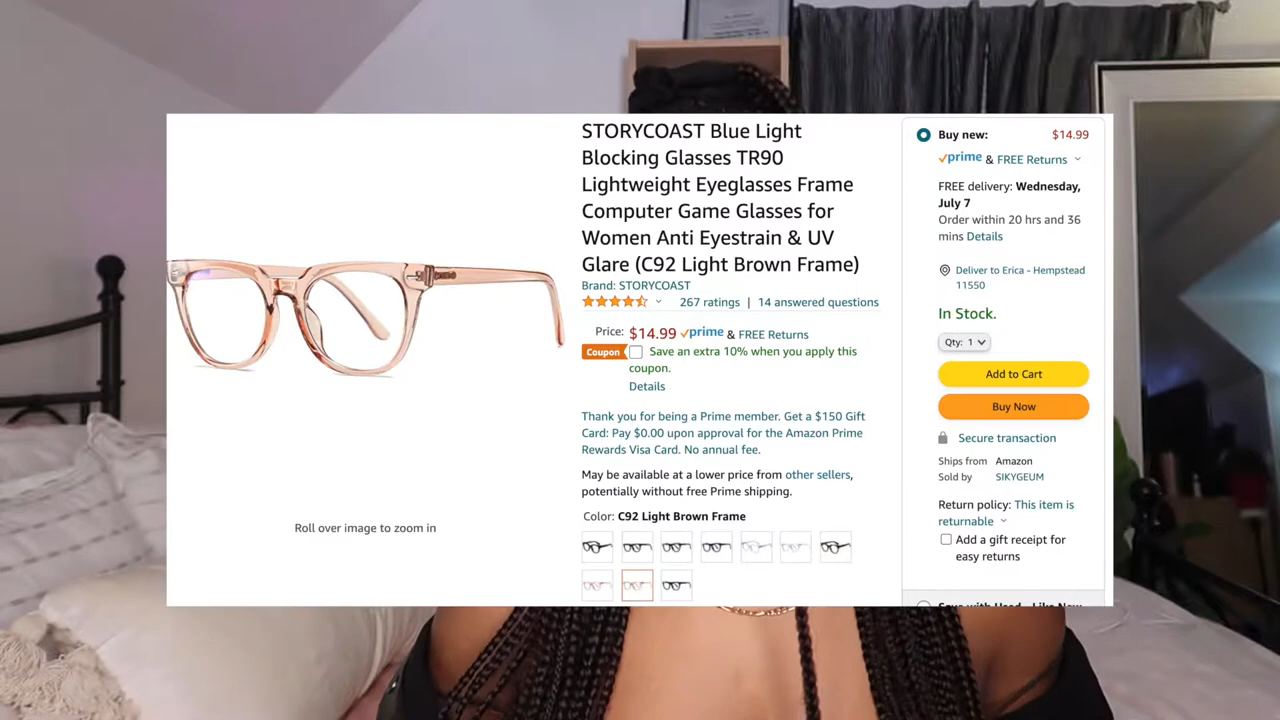 STORYCOAST Blue Light
Blocking Glasses TR90
Lightweight Eyeglasses Frame
Computer Game Glasses for
Women Anti Eyestrain & UV
Glare (C92 Light Brown Frame)
Brand: STORYCOAST
267 ratings | 14 answered questions
Price: $14.99 prime & FREE Returns
Coupon Save an extra 10% when you apply this
coupon.
Details
Thank you for being a Prime member. Get a $150 Gift
Card: Pay $0.00 upon approval for the Amazon Prime
Rewards Visa Card. No annual fee.
May be available at a lower price from other sellers,
potentially without free Prime shipping.
Color: C92 Light Brown Frame
Roll over image to zoom in
Buy new: $14.99
prime & FREE Returns
FREE delivery: Wednesday,
July 7
Order within 20 hrs and 36
mins Details
Deliver to Erica - Hempstead
11550
In Stock.
Qty: 1
Add to Cart
Buy Now
Secure transaction
Ships from Amazon
Sold by SIKYGEUM
Return policy: This item is
returnable
Add a gift receipt for
easy returns
Save with Used - Like New